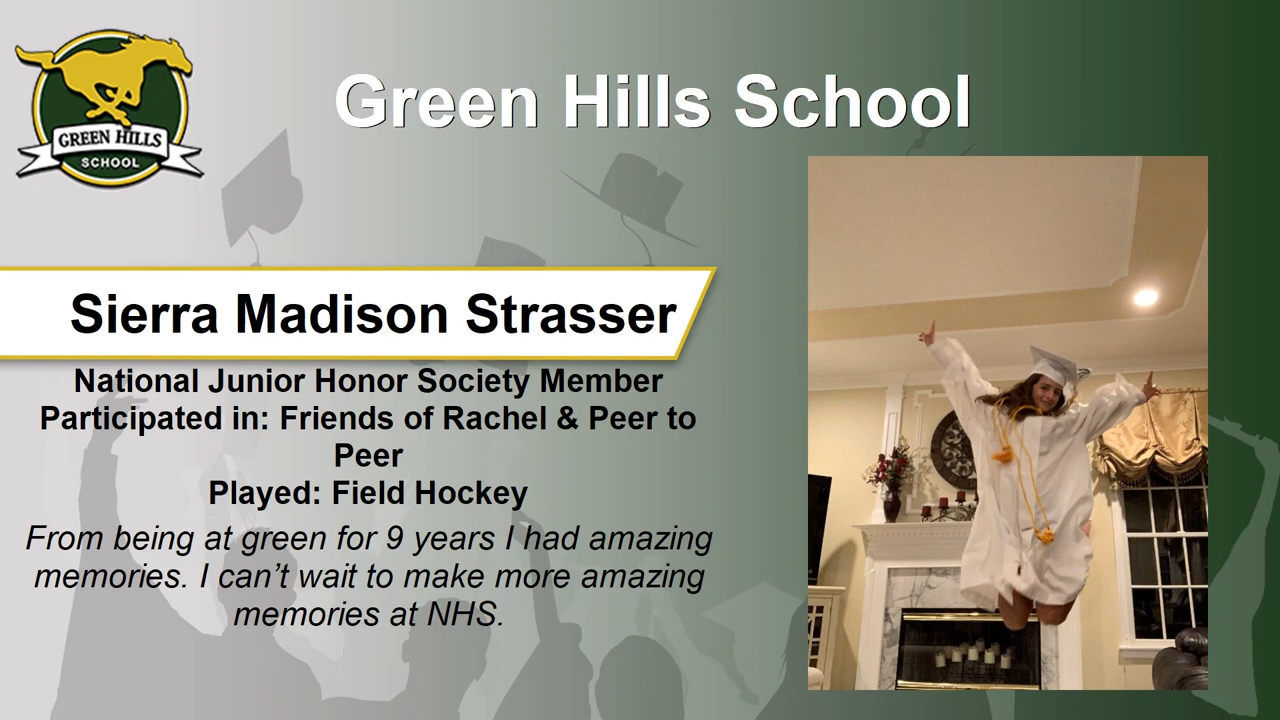 GREEN HILLS
SCHOOL
Green Hills School
Sierra Madison Strasser
National Junior Honor Society Member
Participated in: Friends of Rachel & Peer to
Peer
Played: Field Hockey
From being at green for 9 years I had amazing
memories. I can’t wait to make more amazing
memories at NHS.